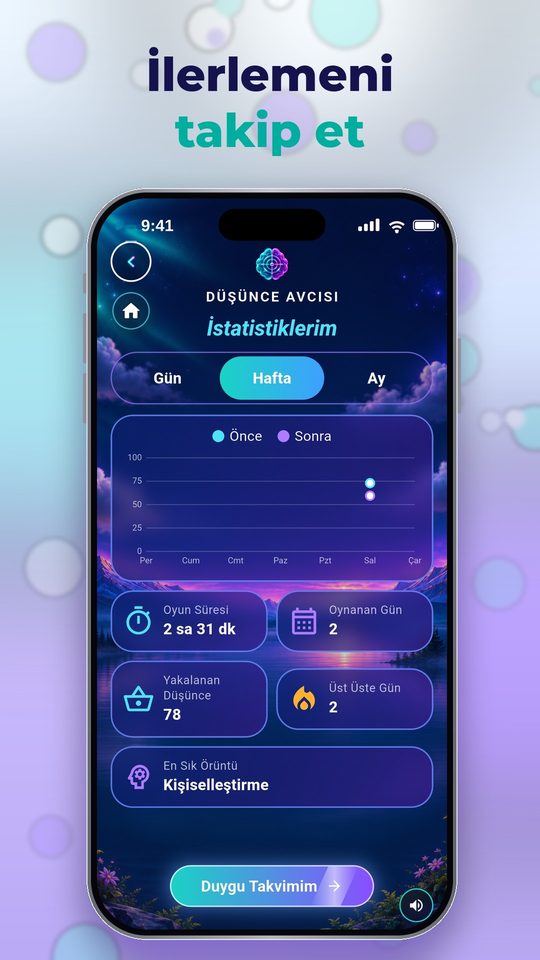 İlerlemeni
takip et
9:41
DÜŞÜNCE AVCISI
İstatistiklerim
Gün Hafta Ay
Önce Sonra
100
75
50
25
0
Per Cum Cmt Paz Pzt Sal Çar
Oyun Süresi
2 sa 31 dk
Oynanan Gün
2
Yakalanan
Düşünce
78
Üst Üste Gün
2
En Sık Örüntü
Kişiselleştirme
Duygu Takvimim →